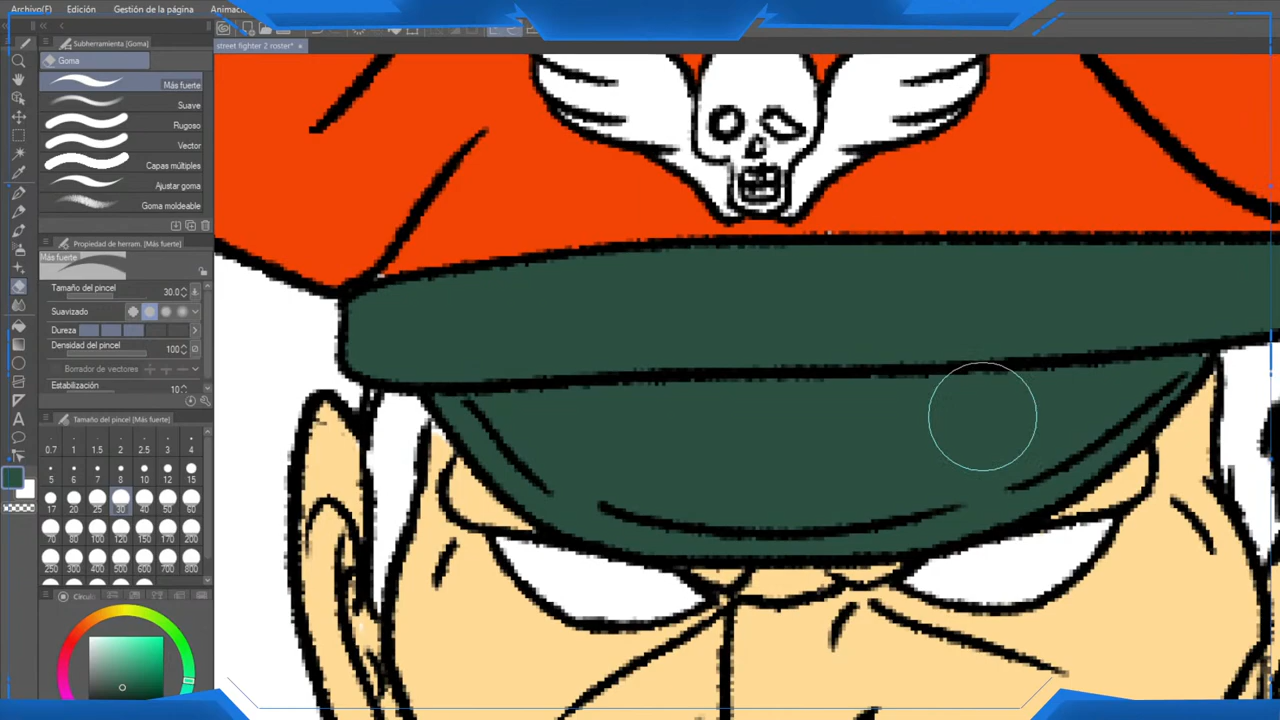 Archivo(F) Edición Gestión de la página Animació
Subherramienta [Goma]
street fighter 2 roster*
Goma
Más fuerte
Suave
Rugoso
Vector
Capas múltiples
Ajustar goma
Goma moldeable
Propiedad de herram. [Más fuerte]
Más fuerte
Tamaño del pincel 30.0
Suavizado
Dureza
Densidad del pincel 100
Borrador de vectores
Estabilización 10
Tamaño del pincel [Más fuerte]
0.7 1 1.5 2 2.5 3 4
5 6 7 8 10 12 15
17 20 25 30 40 50 60
70 80 100 120 150 170 200
250 300 400 500 600 700 800
Círculo